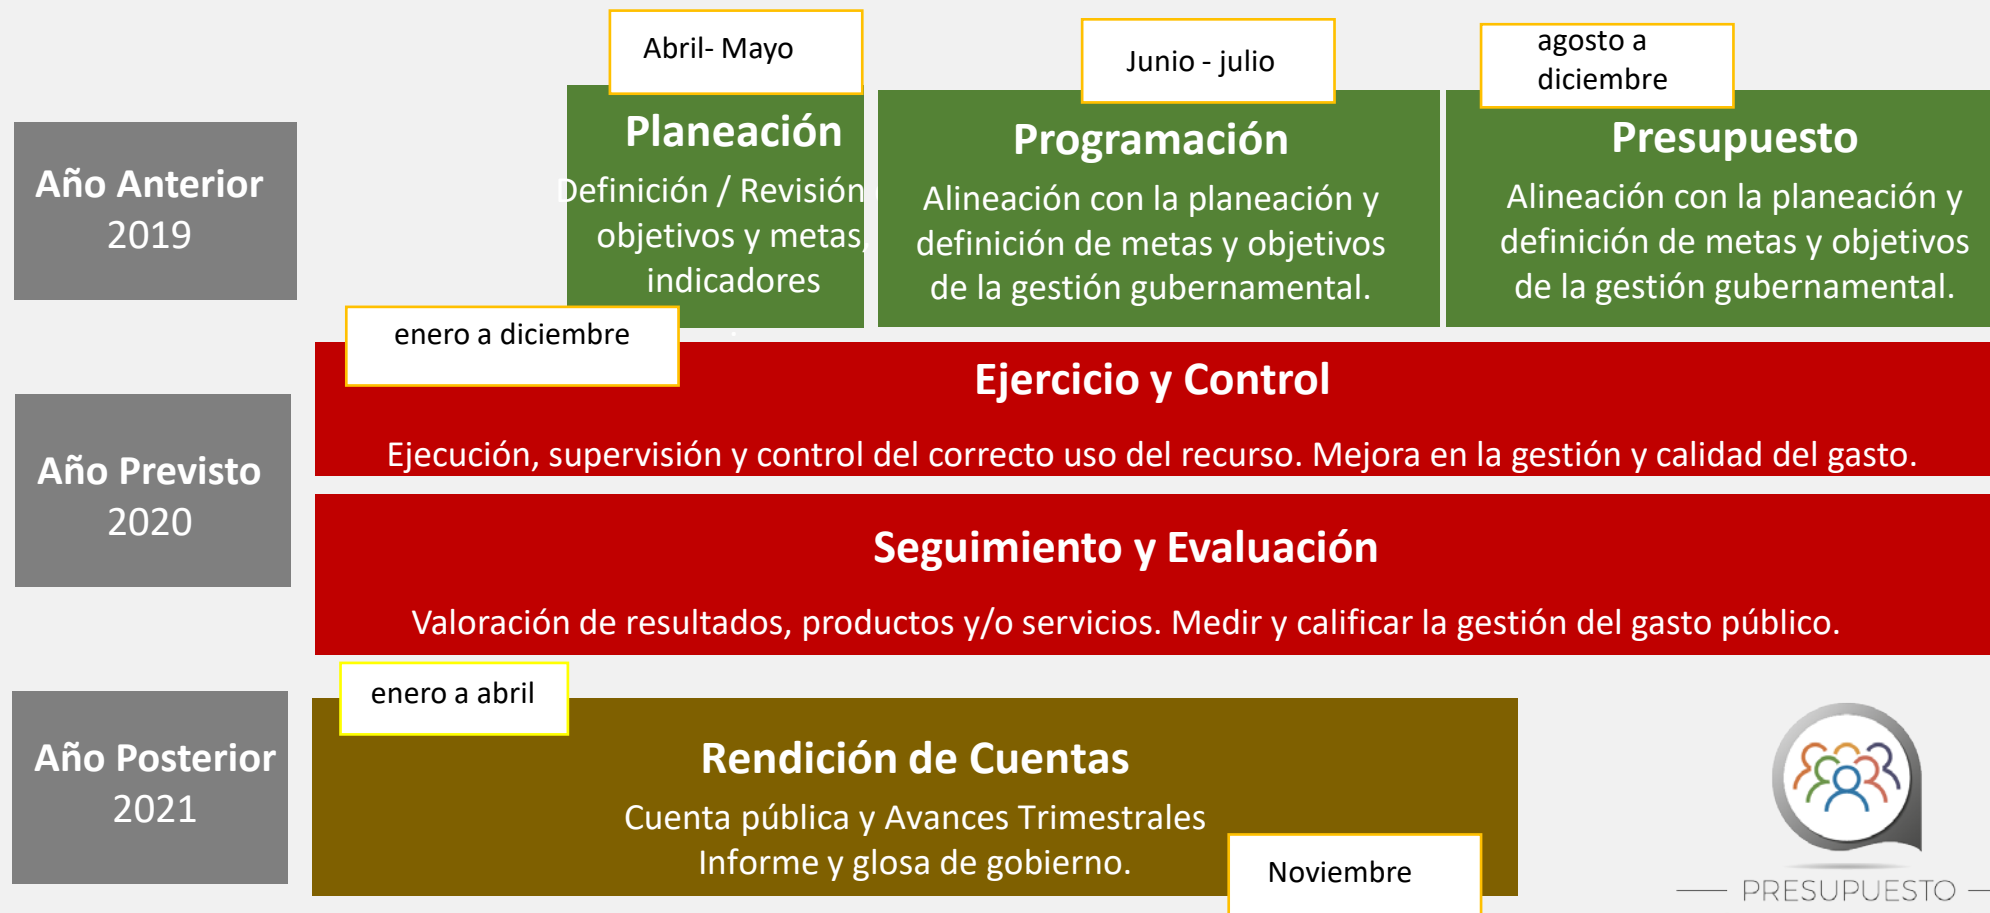 Abril- Mayo
Junio - julio
agosto a
diciembre
Año Anterior
2019
Planeación
Definición / Revisión
objetivos y metas,
indicadores
.
Programación
Alineación con la planeación y
definición de metas y objetivos
de la gestión gubernamental.
Presupuesto
Alineación con la planeación y
definición de metas y objetivos
de la gestión gubernamental.
enero a diciembre
Año Previsto
2020
Ejercicio y Control
Ejecución, supervisión y control del correcto uso del recurso. Mejora en la gestión y calidad del gasto.
Seguimiento y Evaluación
Valoración de resultados, productos y/o servicios. Medir y calificar la gestión del gasto público.
enero a abril
Año Posterior
2021
Rendición de Cuentas
Cuenta pública y Avances Trimestrales
Informe y glosa de gobierno.
Noviembre
PRESUPUESTO